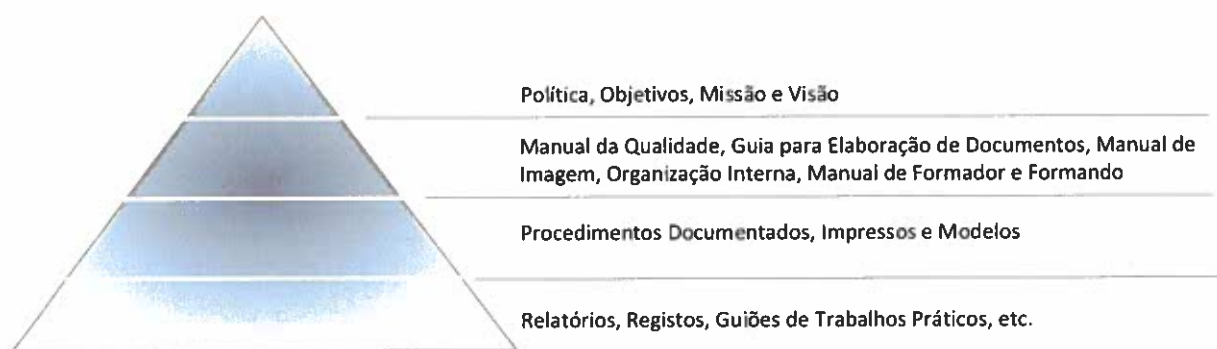 Política, Objetivos, Missão e Visão
Manual da Qualidade, Guia para Elaboração de Documentos, Manual de
Imagem, Organização Interna, Manual de Formador e Formando
Procedimentos Documentados, Impressos e Modelos
Relatórios, Registos, Guiões de Trabalhos Práticos, etc.